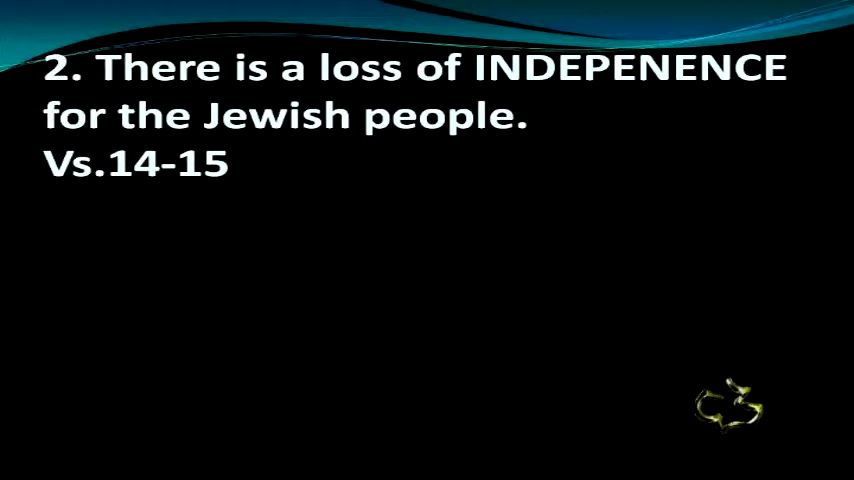 2. There is a loss of INDEPENENCE
for the Jewish people.
Vs.14-15